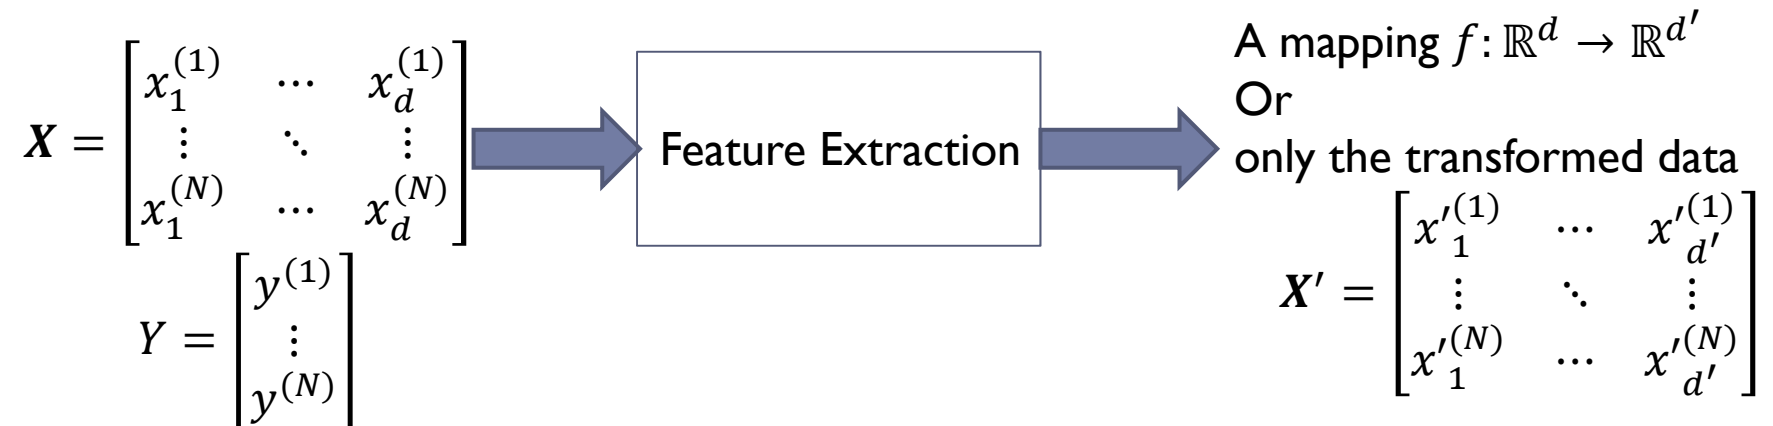 X = [x_1^(1) ⋯ x_d^(1)
⋮ ⋱ ⋮
x_1^(N) ⋯ x_d^(N)]
Y = [y^(1)
⋮
y^(N)]
Feature Extraction
A mapping f: ℝ^d → ℝ^d′
Or
only the transformed data
X′ = [x′_1^(1) ⋯ x′_d′^(1)
⋮ ⋱ ⋮
x′_1^(N) ⋯ x′_d′^(N)]